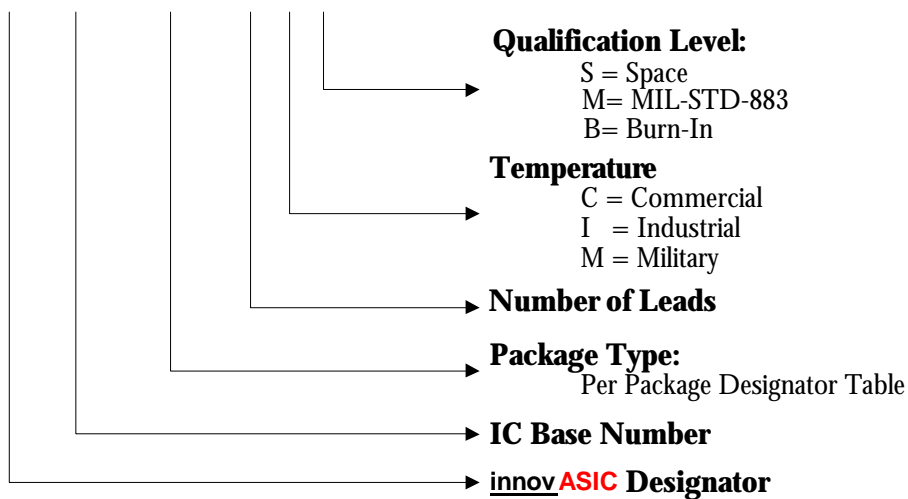 Qualification Level:
S = Space
M= MIL-STD-883
B= Burn-In
Temperature
C = Commercial
I = Industrial
M = Military
Number of Leads
Package Type:
Per Package Designator Table
IC Base Number
innovASIC Designator